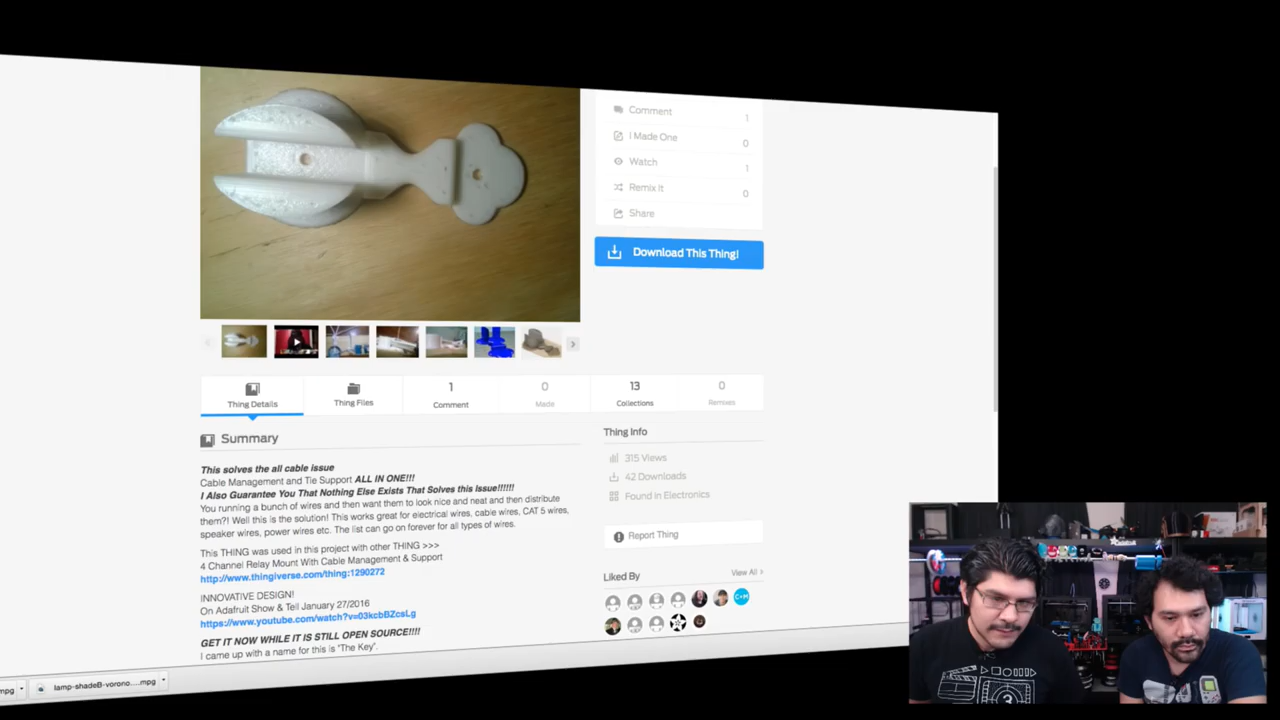 Comment 1
I Made One 0
Watch 1
Remix It 0
Share
Download This Thing!
Thing Details
Thing Files
1
Comment
0
Made
13
Collections
0
Remixes
Summary
This solves the all cable issue
Cable Management and Tie Support ALL IN ONE!!!
I Also Guarantee You That Nothing Else Exists That Solves this Issue!!!!!!
You running a bunch of wires and then want them to look nice and neat and then distribute
them?! Well this is the solution! This works great for electrical wires, cable wires, CAT 5 wires,
speaker wires, power wires etc. The list can go on forever for all types of wires.
This THING was used in this project with other THING >>>
4 Channel Relay Mount With Cable Management & Support
http://www.thingiverse.com/thing:1290272
INNOVATIVE DESIGN!
On Adafruit Show & Tell January 27/2016
https://www.youtube.com/watch?v=03kcbBZcsLg
GET IT NOW WHILE IT IS STILL OPEN SOURCE!!!!
I came up with a name for this is "The Key".
Thing Info
315 Views
42 Downloads
Found in Electronics
Report Thing
Liked By View All >
mpg
lamp-shadeB-vorono....mpg
3